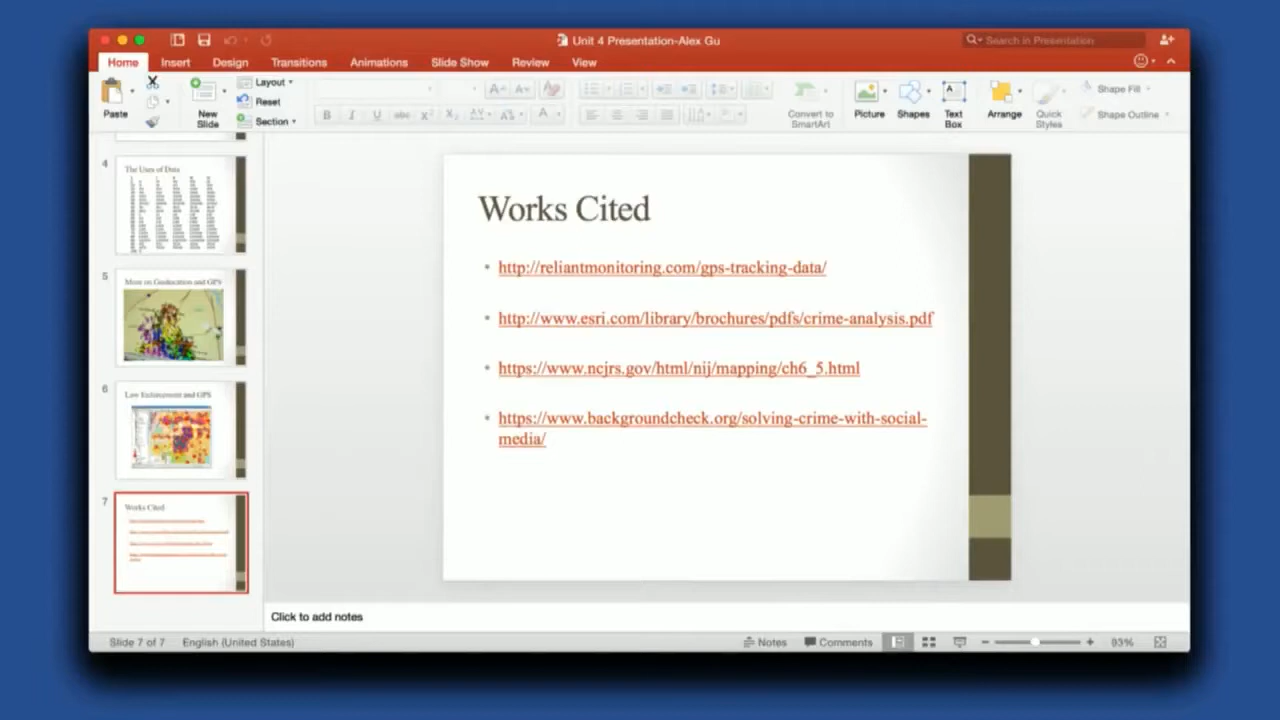 Unit 4 Presentation-Alex Gu
Search in Presentation
Home Insert Design Transitions Animations Slide Show Review View
Paste
New
Slide
Layout
Reset
Section
B I U abc X² X₂
Convert to
SmartArt
Picture
Shapes
Text
Box
Arrange
Quick
Styles
Shape Fill
Shape Outline
4
The Uses of Data
5
More on Geolocation and GPS
6
Law Enforcement and GPS
7
Works Cited
Works Cited
• http://reliantmonitoring.com/gps-tracking-data/
• http://www.esri.com/library/brochures/pdfs/crime-analysis.pdf
• https://www.ncjrs.gov/html/nij/mapping/ch6_5.html
• https://www.backgroundcheck.org/solving-crime-with-social-
media/
Click to add notes
Slide 7 of 7 English (United States) Notes Comments 93%